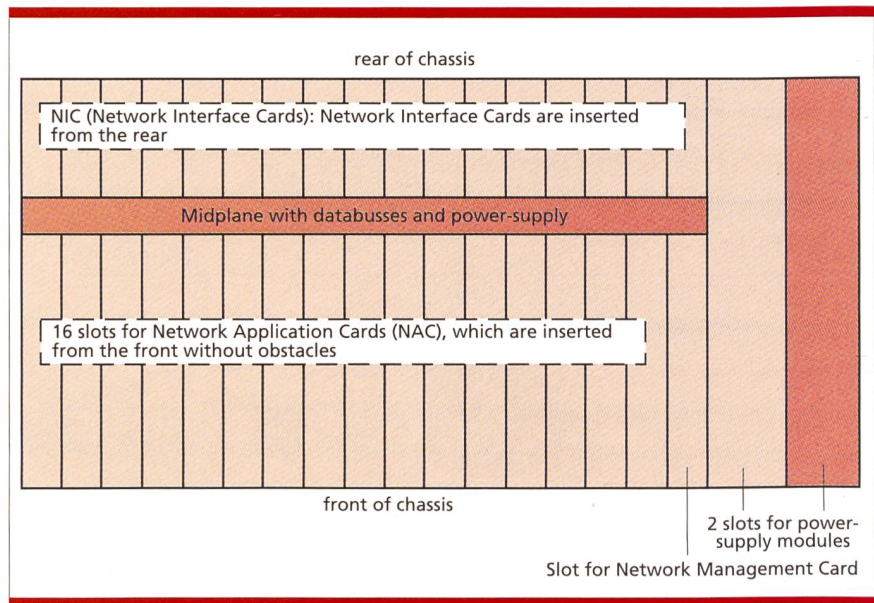 rear of chassis
NIC (Network Interface Cards): Network Interface Cards are inserted
from the rear
Midplane with databusses and power-supply
16 slots for Network Application Cards (NAC), which are inserted
from the front without obstacles
front of chassis
2 slots for power-
supply modules
Slot for Network Management Card